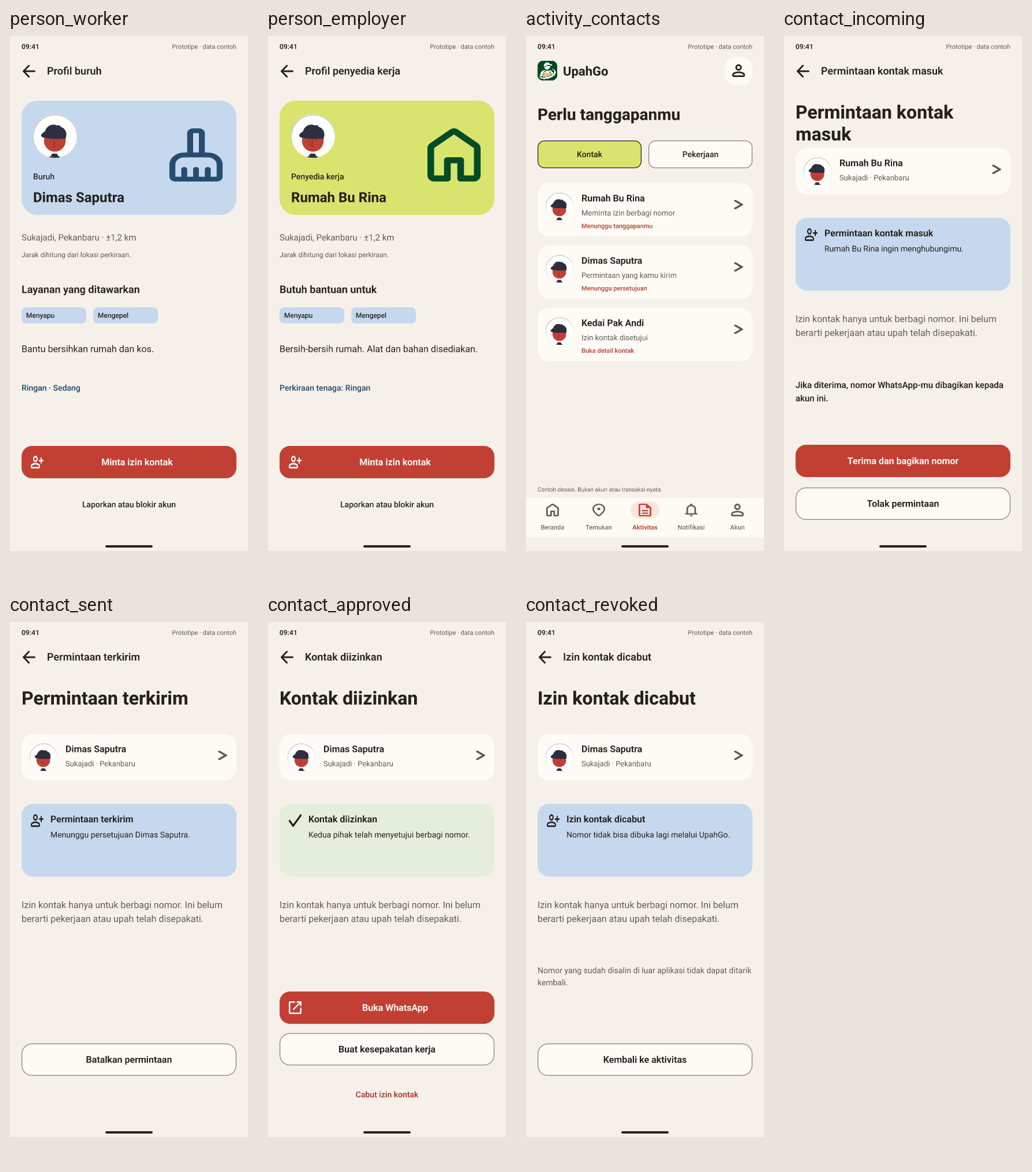 person_worker
09:41
Prototipe · data contoh
Profil buruh
Buruh
Dimas Saputra
Sukajadi, Pekanbaru · ±1,2 km
Jarak dihitung dari lokasi perkiraan.
Layanan yang ditawarkan
Menyapu
Mengepel
Bantu bersihkan rumah dan kos.
Ringan · Sedang
Minta izin kontak
Laporkan atau blokir akun
person_employer
09:41
Prototipe · data contoh
Profil penyedia kerja
Penyedia kerja
Rumah Bu Rina
Sukajadi, Pekanbaru · ±1,2 km
Jarak dihitung dari lokasi perkiraan.
Butuh bantuan untuk
Menyapu
Mengepel
Bersih-bersih rumah. Alat dan bahan disediakan.
Perkiraan tenaga: Ringan
Minta izin kontak
Laporkan atau blokir akun
activity_contacts
09:41
Prototipe · data contoh
UpahGo
Perlu tanggapanmu
Kontak
Pekerjaan
Rumah Bu Rina
Meminta izin berbagi nomor
Menunggu tanggapanmu
Dimas Saputra
Permintaan yang kamu kirim
Menunggu persetujuan
Kedai Pak Andi
Izin kontak disetujui
Buka detail kontak
Contoh desain. Bukan akun atau transaksi nyata.
Beranda
Temukan
Aktivitas
Notifikasi
Akun
contact_incoming
09:41
Prototipe · data contoh
Permintaan kontak masuk
Permintaan kontak
masuk
Rumah Bu Rina
Sukajadi · Pekanbaru
Permintaan kontak masuk
Rumah Bu Rina ingin menghubungimu.
Izin kontak hanya untuk berbagi nomor. Ini belum
berarti pekerjaan atau upah telah disepakati.
Jika diterima, nomor WhatsApp-mu dibagikan kepada
akun ini.
Terima dan bagikan nomor
Tolak permintaan
contact_sent
09:41
Prototipe · data contoh
Permintaan terkirim
Permintaan terkirim
Dimas Saputra
Sukajadi · Pekanbaru
Permintaan terkirim
Menunggu persetujuan Dimas Saputra.
Izin kontak hanya untuk berbagi nomor. Ini belum
berarti pekerjaan atau upah telah disepakati.
Batalkan permintaan
contact_approved
09:41
Prototipe · data contoh
Kontak diizinkan
Kontak diizinkan
Dimas Saputra
Sukajadi · Pekanbaru
Kontak diizinkan
Kedua pihak telah menyetujui berbagi nomor.
Izin kontak hanya untuk berbagi nomor. Ini belum
berarti pekerjaan atau upah telah disepakati.
Buka WhatsApp
Buat kesepakatan kerja
Cabut izin kontak
contact_revoked
09:41
Prototipe · data contoh
Izin kontak dicabut
Izin kontak dicabut
Dimas Saputra
Sukajadi · Pekanbaru
Izin kontak dicabut
Nomor tidak bisa dibuka lagi melalui UpahGo.
Izin kontak hanya untuk berbagi nomor. Ini belum
berarti pekerjaan atau upah telah disepakati.
Nomor yang sudah disalin di luar aplikasi tidak dapat ditarik
kembali.
Kembali ke aktivitas